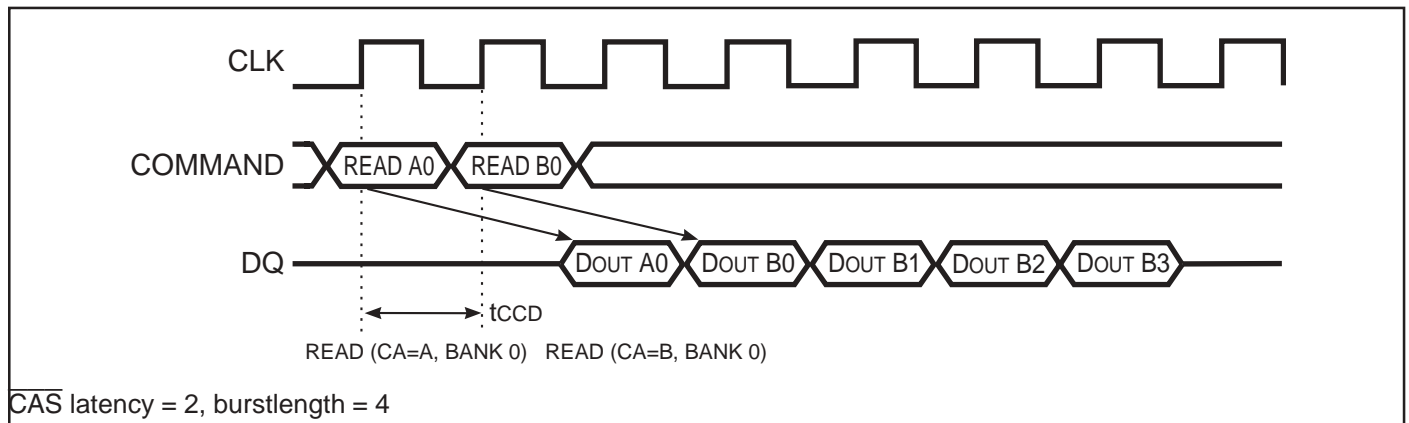 CLK
COMMAND READ A0 READ B0
DQ DOUT A0 DOUT B0 DOUT B1 DOUT B2 DOUT B3
tCCD
READ (CA=A, BANK 0) READ (CA=B, BANK 0)
CAS latency = 2, burstlength = 4